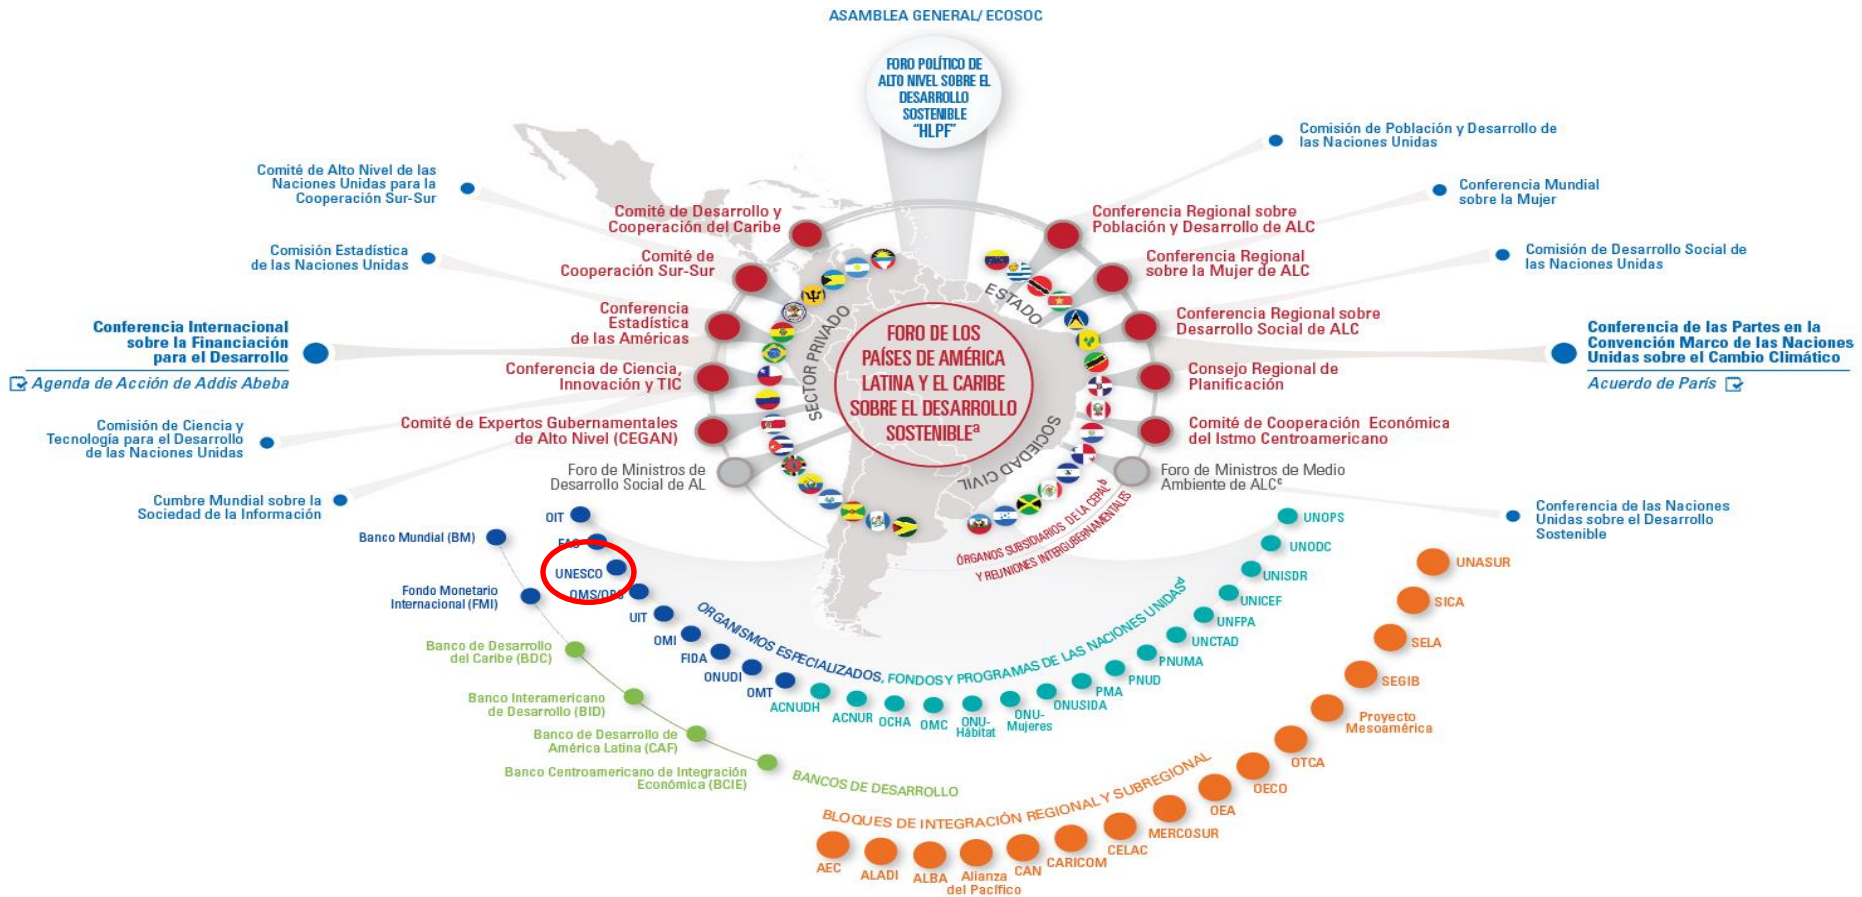 ASAMBLEA GENERAL/ ECOSOC
FORO POLÍTICO DE
ALTO NIVEL SOBRE EL
DESARROLLO
SOSTENIBLE
“HLPF”
Comité de Alto Nivel de las
Naciones Unidas para la
Cooperación Sur-Sur
Comisión Estadística
de las Naciones Unidas
Conferencia Internacional
sobre la Financiación
para el Desarrollo
Agenda de Acción de Addis Abeba
Comisión de Ciencia y
Tecnología para el Desarrollo
de las Naciones Unidas
Cumbre Mundial sobre la
Sociedad de la Información
Comité de Desarrollo y
Cooperación del Caribe
Comité de
Cooperación Sur-Sur
Conferencia
Estadística
de las Américas
Conferencia de Ciencia,
Innovación y TIC
Comité de Expertos Gubernamentales
de Alto Nivel (CEGAN)
Foro de Ministros de
Desarrollo Social de AL
SECTOR PRIVADO
ESTADO
SOCIEDAD CIVIL
FORO DE LOS
PAÍSES DE AMÉRICA
LATINA Y EL CARIBE
SOBRE EL DESARROLLO
SOSTENIBLEª
Conferencia Regional sobre
Población y Desarrollo de ALC
Conferencia Regional
sobre la Mujer de ALC
Conferencia Regional sobre
Desarrollo Social de ALC
Consejo Regional de
Planificación
Comité de Cooperación Económica
del Istmo Centroamericano
Foro de Ministros de Medio
Ambiente de ALCᶜ
Comisión de Población y Desarrollo de
las Naciones Unidas
Conferencia Mundial
sobre la Mujer
Comisión de Desarrollo Social de
las Naciones Unidas
Conferencia de las Partes en la
Convención Marco de las Naciones
Unidas sobre el Cambio Climático
Acuerdo de París
Conferencia de las Naciones
Unidas sobre el Desarrollo
Sostenible
ÓRGANOS SUBSIDIARIOS DE LA CEPALᵇ
Y REUNIONES INTERGUBERNAMENTALES
Banco Mundial (BM)
Fondo Monetario
Internacional (FMI)
Banco de Desarrollo
del Caribe (BDC)
Banco Interamericano
de Desarrollo (BID)
Banco de Desarrollo de
América Latina (CAF)
Banco Centroamericano de Integración
Económica (BCIE)
BANCOS DE DESARROLLO
OIT
FAO
UNESCO
OMS/OPS
UIT
OMI
FIDA
ONUDI
OMT
ACNUDH
ACNUR
OCHA
OMC
ONU-
Hábitat
ONU-
Mujeres
ONUSIDA
PMA
PNUD
PNUMA
UNCTAD
UNFPA
UNICEF
UNISDR
UNODC
UNOPS
ORGANISMOS ESPECIALIZADOS, FONDOS Y PROGRAMAS DE LAS NACIONES UNIDASᵈ
BLOQUES DE INTEGRACIÓN REGIONAL Y SUBREGIONAL
AEC
ALADI
ALBA
Alianza
del Pacífico
CAN
CARICOM
CELAC
MERCOSUR
OEA
OECO
OTCA
Proyecto
Mesoamérica
SEGIB
SELA
SICA
UNASUR